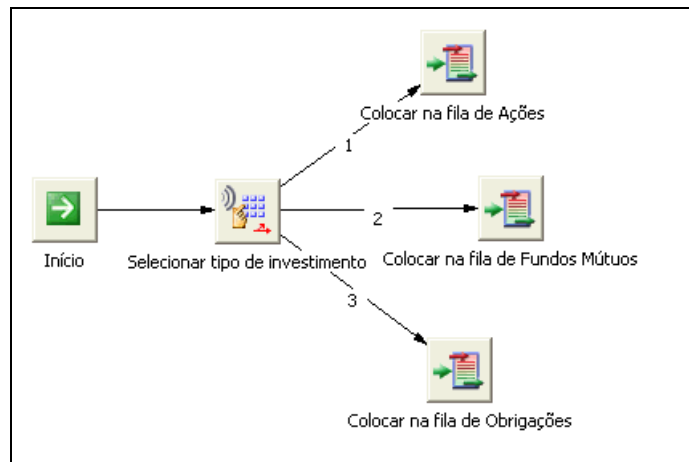 Colocar na fila de Ações
1
2
Início
Selecionar tipo de investimento
Colocar na fila de Fundos Mútuos
3
Colocar na fila de Obrigações